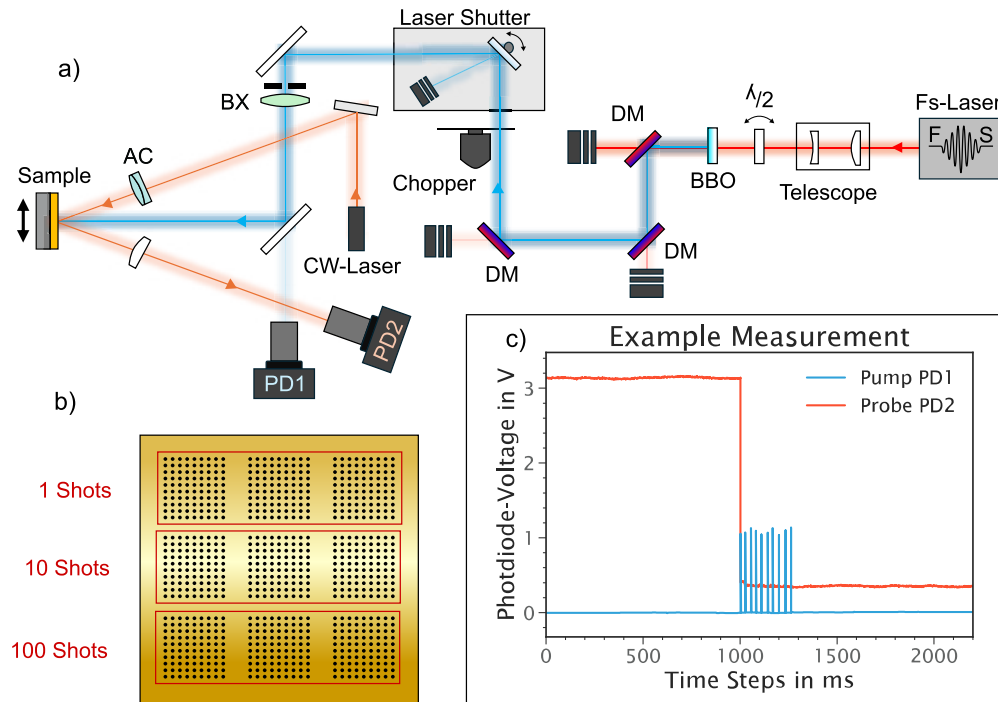 a)
Laser Shutter
BX
AC
Sample
Chopper
CW-Laser
DM
DM
DM
BBO
λ/2
Telescope
Fs-Laser
F S
PD1
PD2
b)
1 Shots
10 Shots
100 Shots
c)
Example Measurement
Photdiode-Voltage in V
3
2
1
0
Pump PD1
Probe PD2
0 500 1000 1500 2000
Time Steps in ms